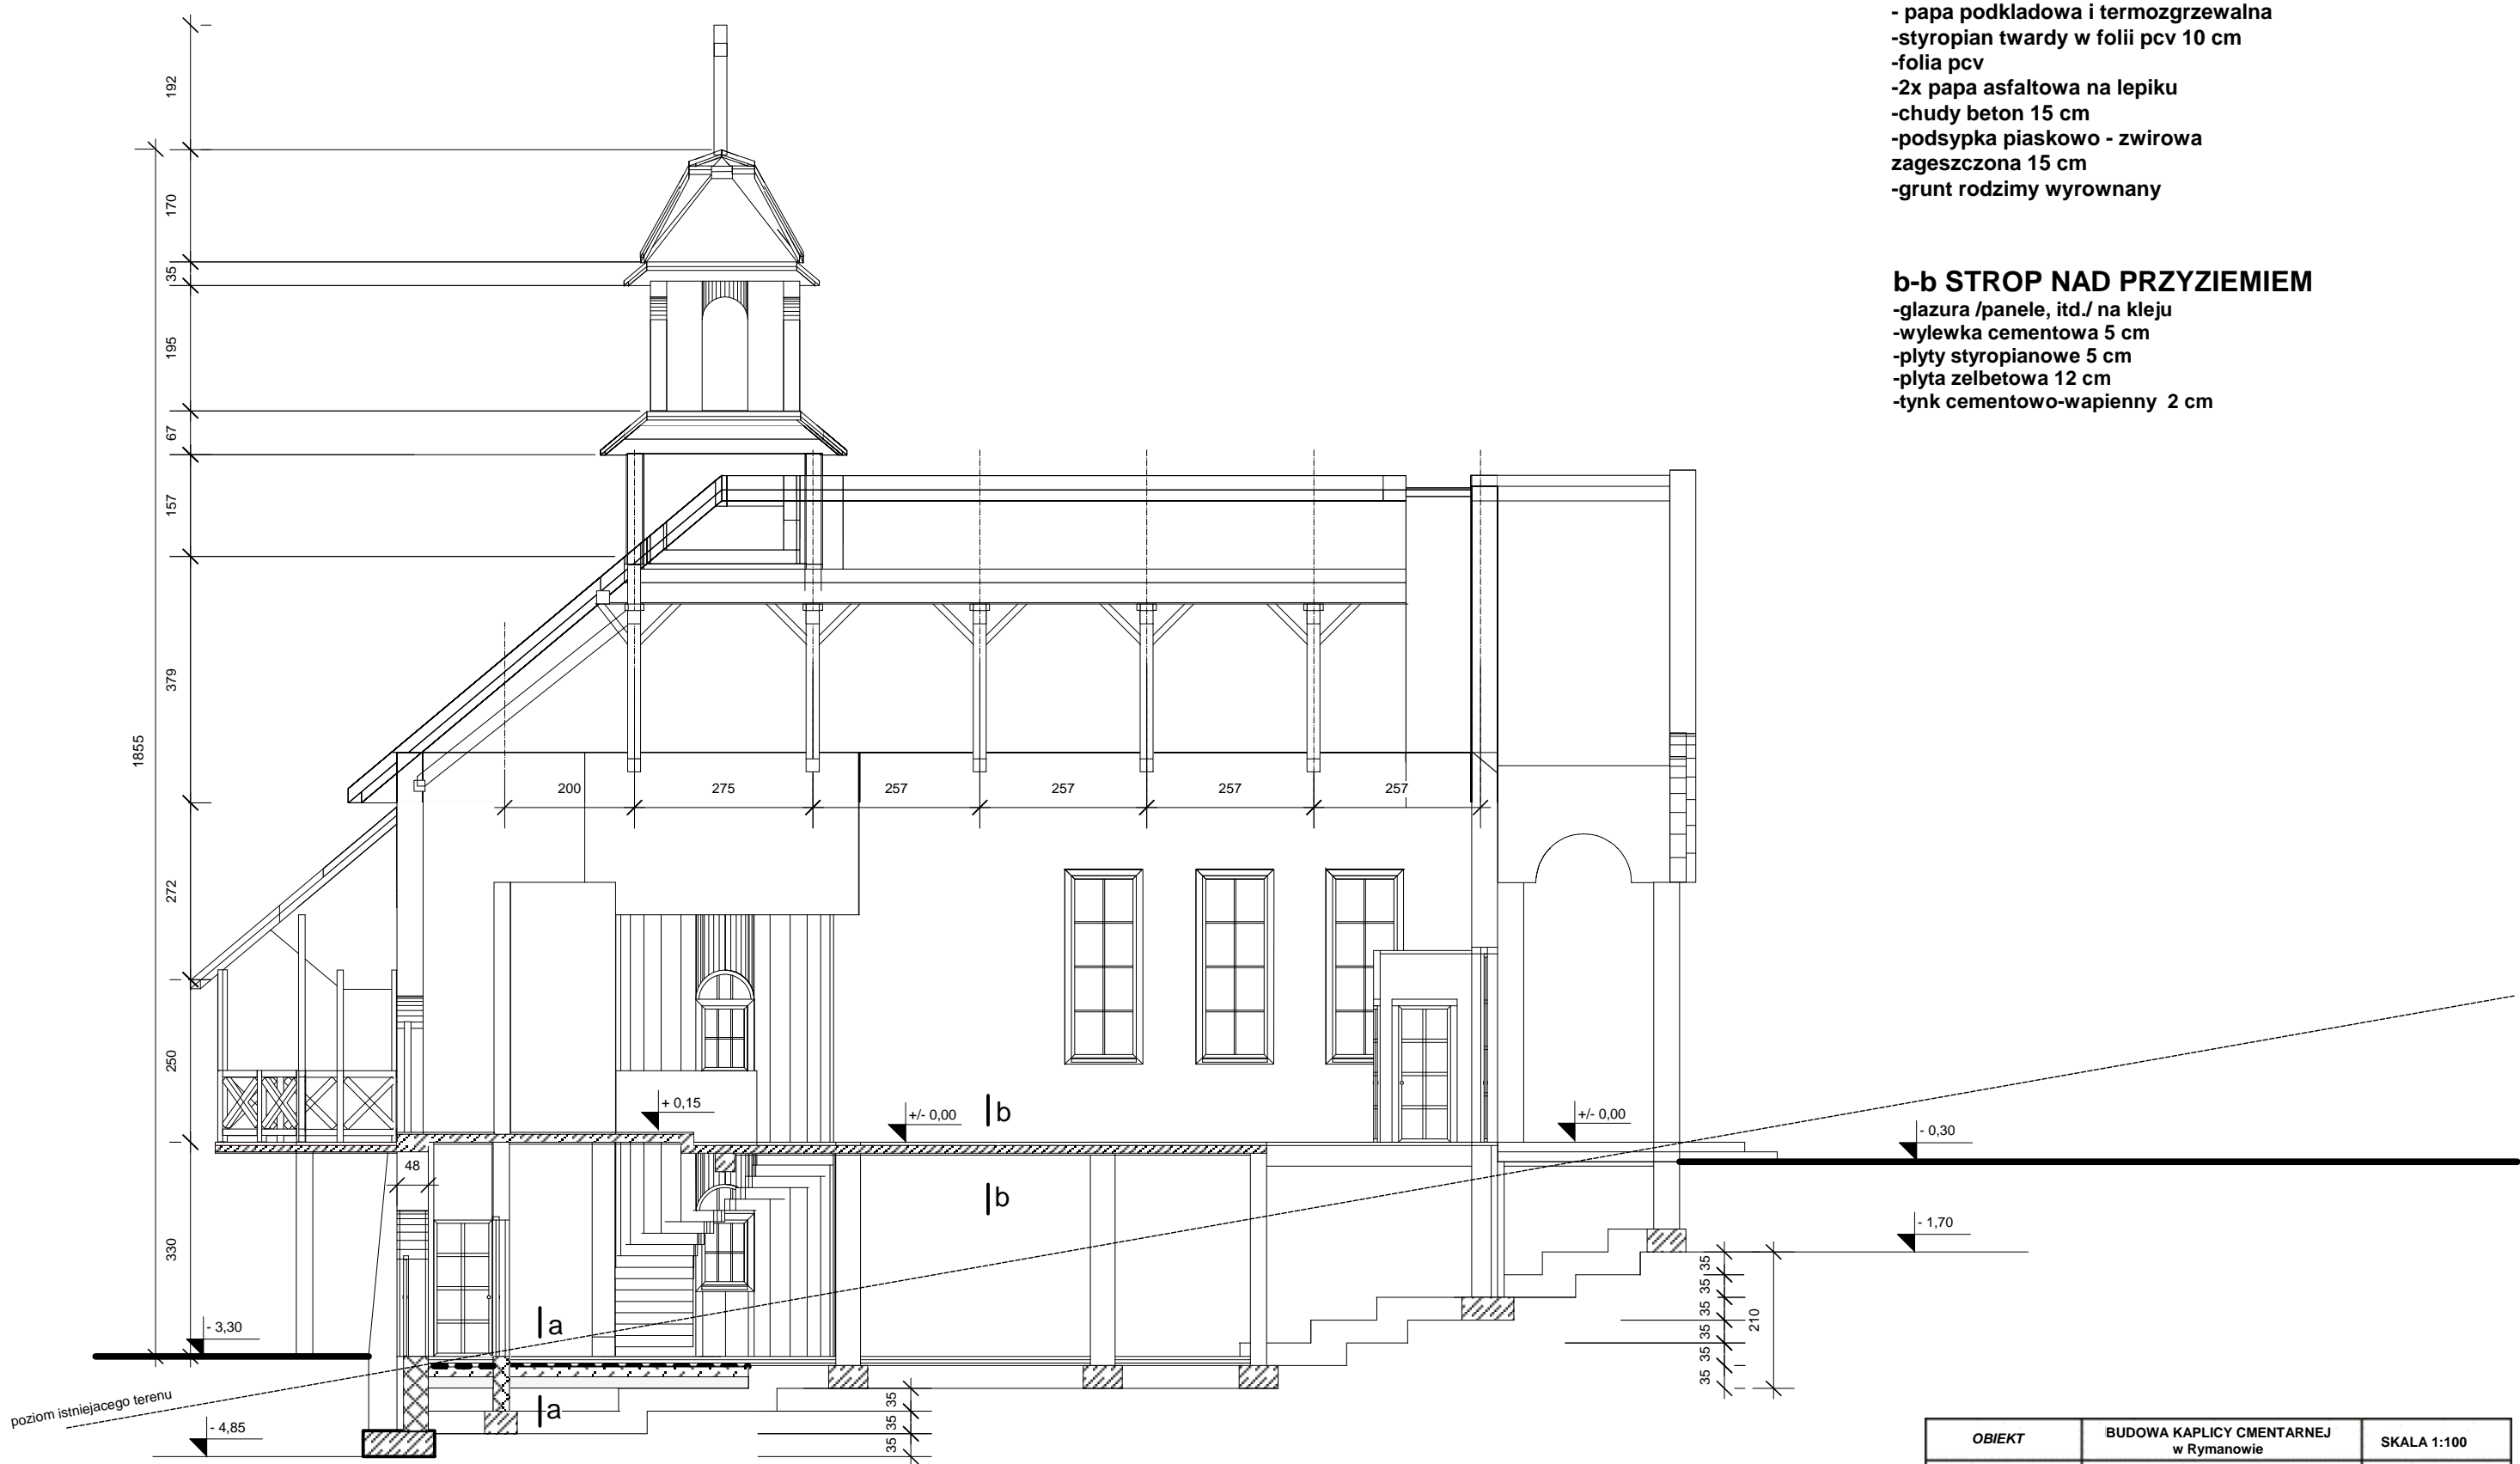 - papa podkladowa i termozgrzewalna
-styropian twardy w folii pcv 10 cm
-folia pcv
-2x papa asfaltowa na lepiku
-chudy beton 15 cm
-podsypka piaskowo - zwirowa
zageszczona 15 cm
-grunt rodzimy wyrownany
b-b STROP NAD PRZYZIEMIEM
-glazura /panele, itd./ na kleju
-wylewka cementowa 5 cm
-plyty styropianowe 5 cm
-plyta zelbetowa 12 cm
-tynk cementowo-wapienny 2 cm
192
170
35
195
67
157
379
272
250
330
1855
200 275 257 257 257 257
+ 0,15
+/- 0,00
b
+/- 0,00
- 0,30
48
b
- 1,70
35
35
35
35
35
35
210
a
- 3,30
a
poziom istniejacego terenu
- 4,85
35
35
35
OBIEKT
BUDOWA KAPLICY CMENTARNEJ
w Rymanowie
SKALA 1:100